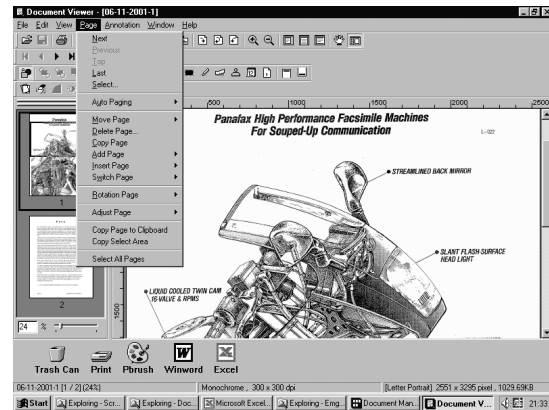 Document Viewer - [06-11-2001-1]
File Edit View Page Annotation Window Help
Next
Previous
Top
Last
Select...
Auto Paging
Move Page
Delete Page...
Copy Page
Add Page
Insert Page
Switch Page
Rotation Page
Adjust Page
Copy Page to Clipboard
Copy Select Area
Select All Pages
500 1000 1500 2000 2500
Panafax High Performance Facsimile Machines
For Souped-Up Communication
L-022
STREAMLINED BACK MIRROR
SLANT FLASH-SURFACE
HEAD LIGHT
LIQUID COOLED TWIN CAM
16-VALVE & RPMS
1500
1
2
24 %
Trash Can Print Pbrush Winword Excel
06-11-2001-1 [1 / 2] (24%) Monochrome , 300 x 300 dpi [Letter Portrait] 2551 x 3295 pixel , 1029.69KB
Start Exploring - Scr... Exploring - Doc... Microsoft Excel... Exploring - Emg... Document Man... Document V... 21:33